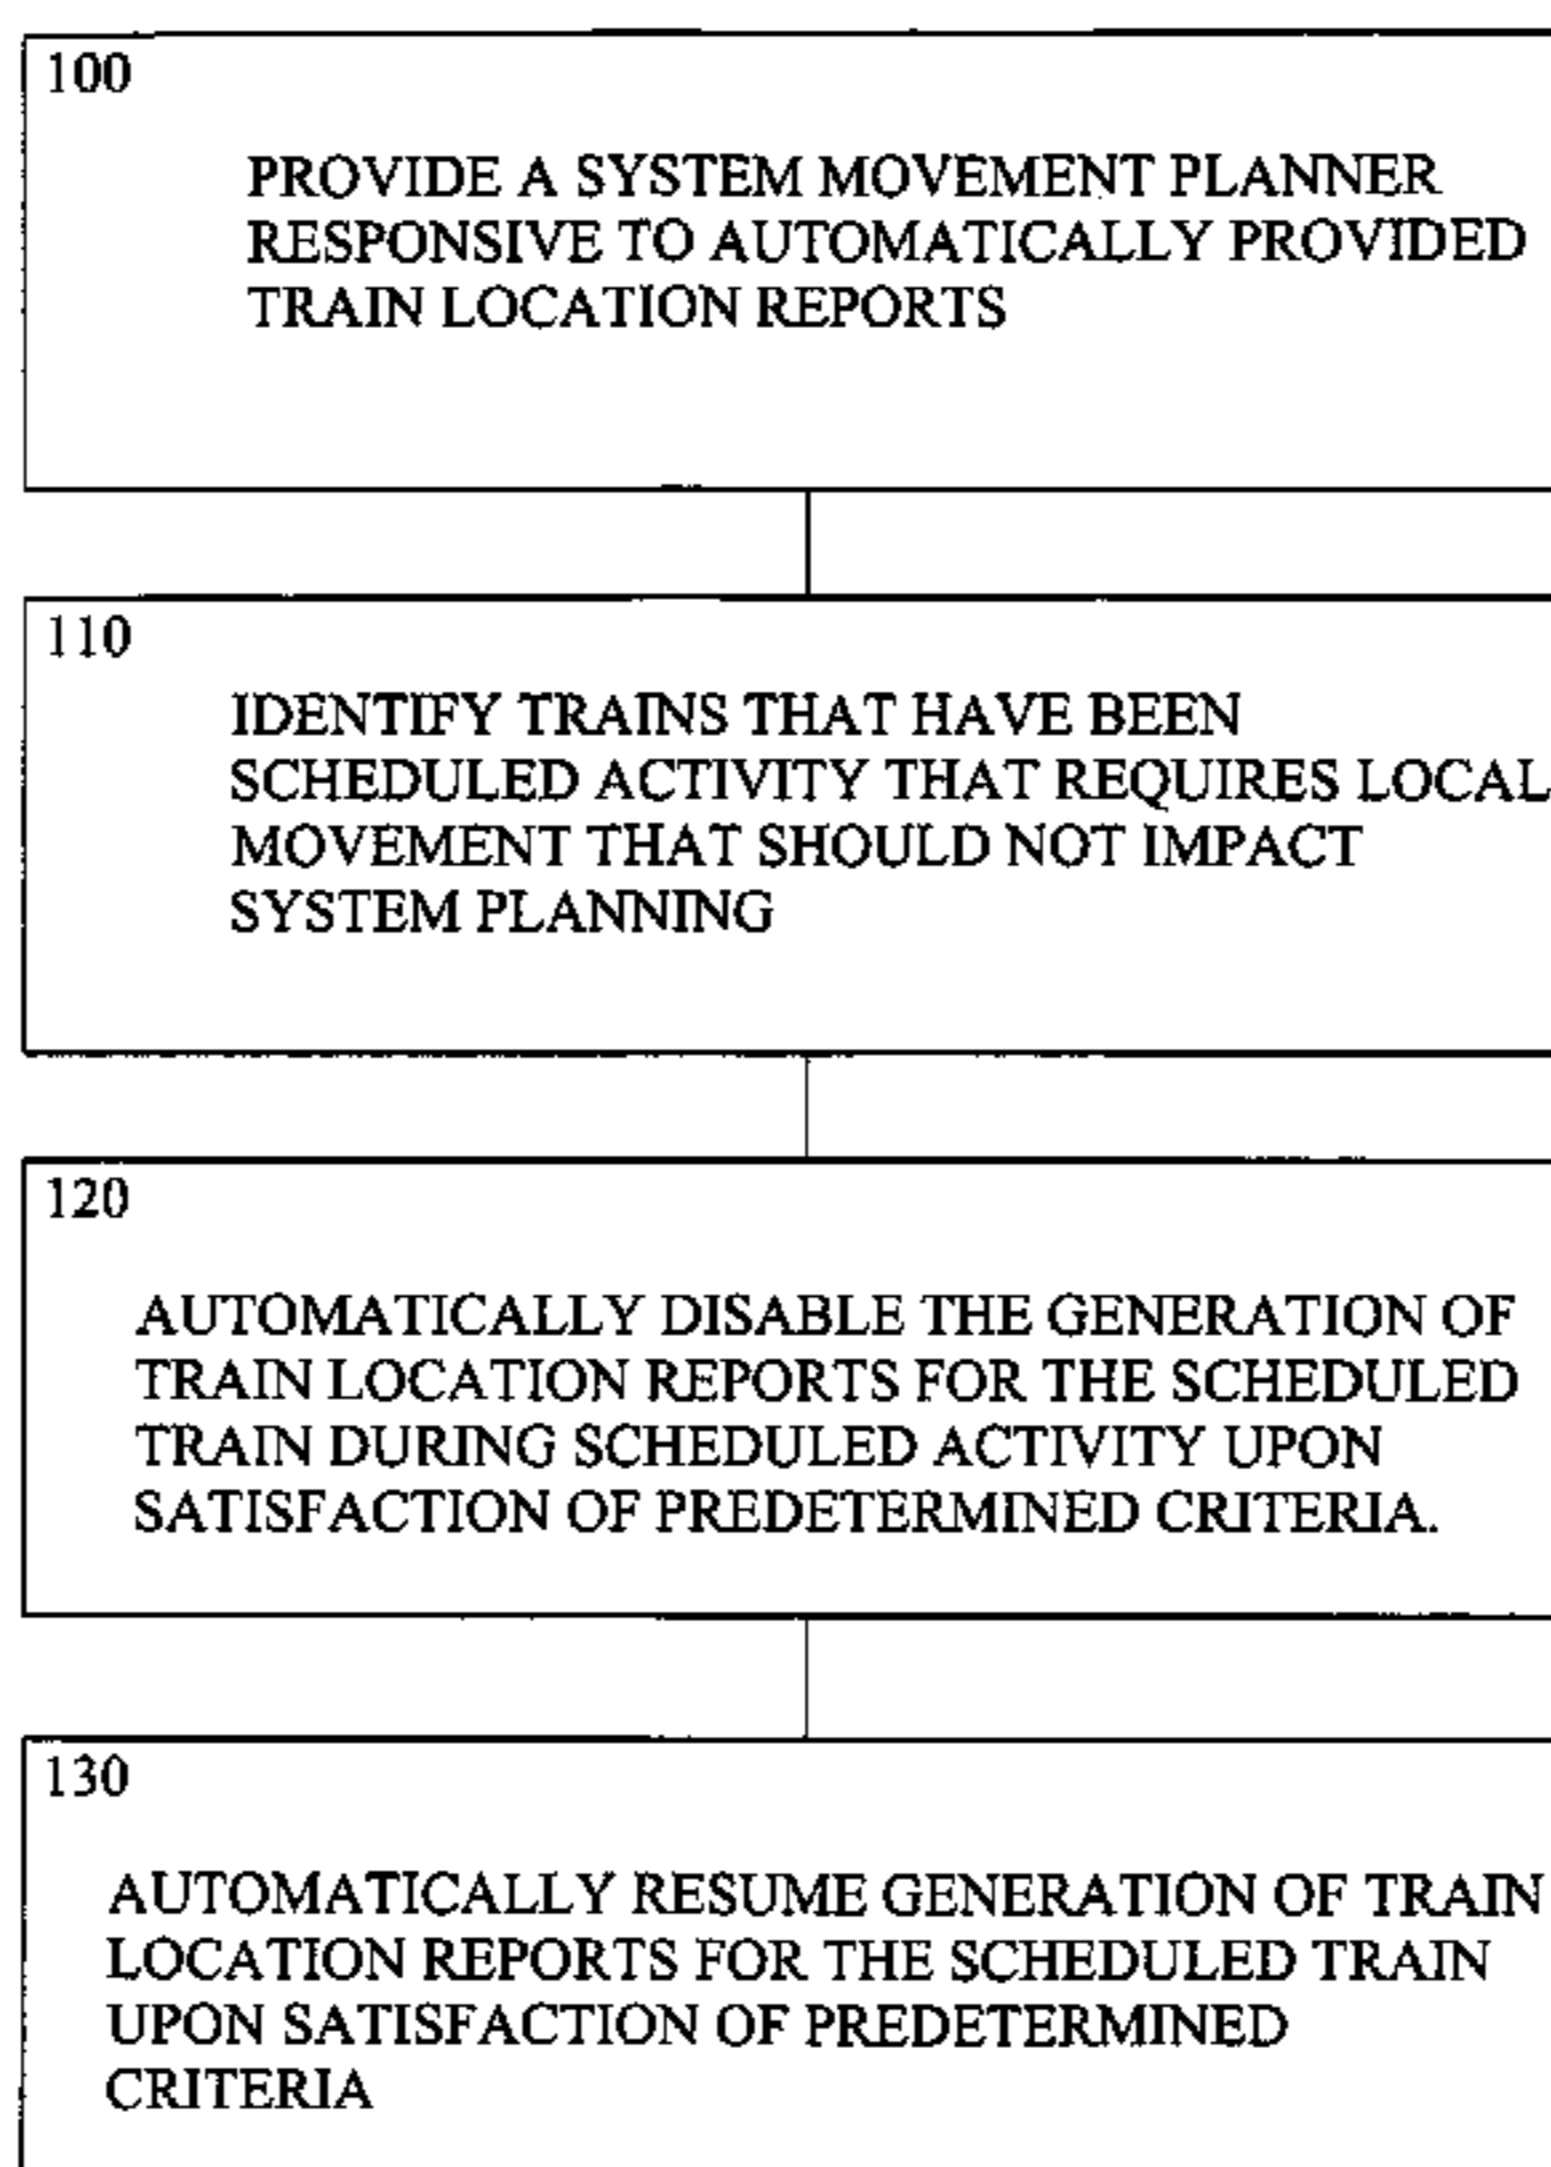 100
PROVIDE A SYSTEM MOVEMENT PLANNER
RESPONSIVE TO AUTOMATICALLY PROVIDED
TRAIN LOCATION REPORTS
110
IDENTIFY TRAINS THAT HAVE BEEN
SCHEDULED ACTIVITY THAT REQUIRES LOCAL
MOVEMENT THAT SHOULD NOT IMPACT
SYSTEM PLANNING
120
AUTOMATICALLY DISABLE THE GENERATION OF
TRAIN LOCATION REPORTS FOR THE SCHEDULED
TRAIN DURING SCHEDULED ACTIVITY UPON
SATISFACTION OF PREDETERMINED CRITERIA.
130
AUTOMATICALLY RESUME GENERATION OF TRAIN
LOCATION REPORTS FOR THE SCHEDULED TRAIN
UPON SATISFACTION OF PREDETERMINED
CRITERIA